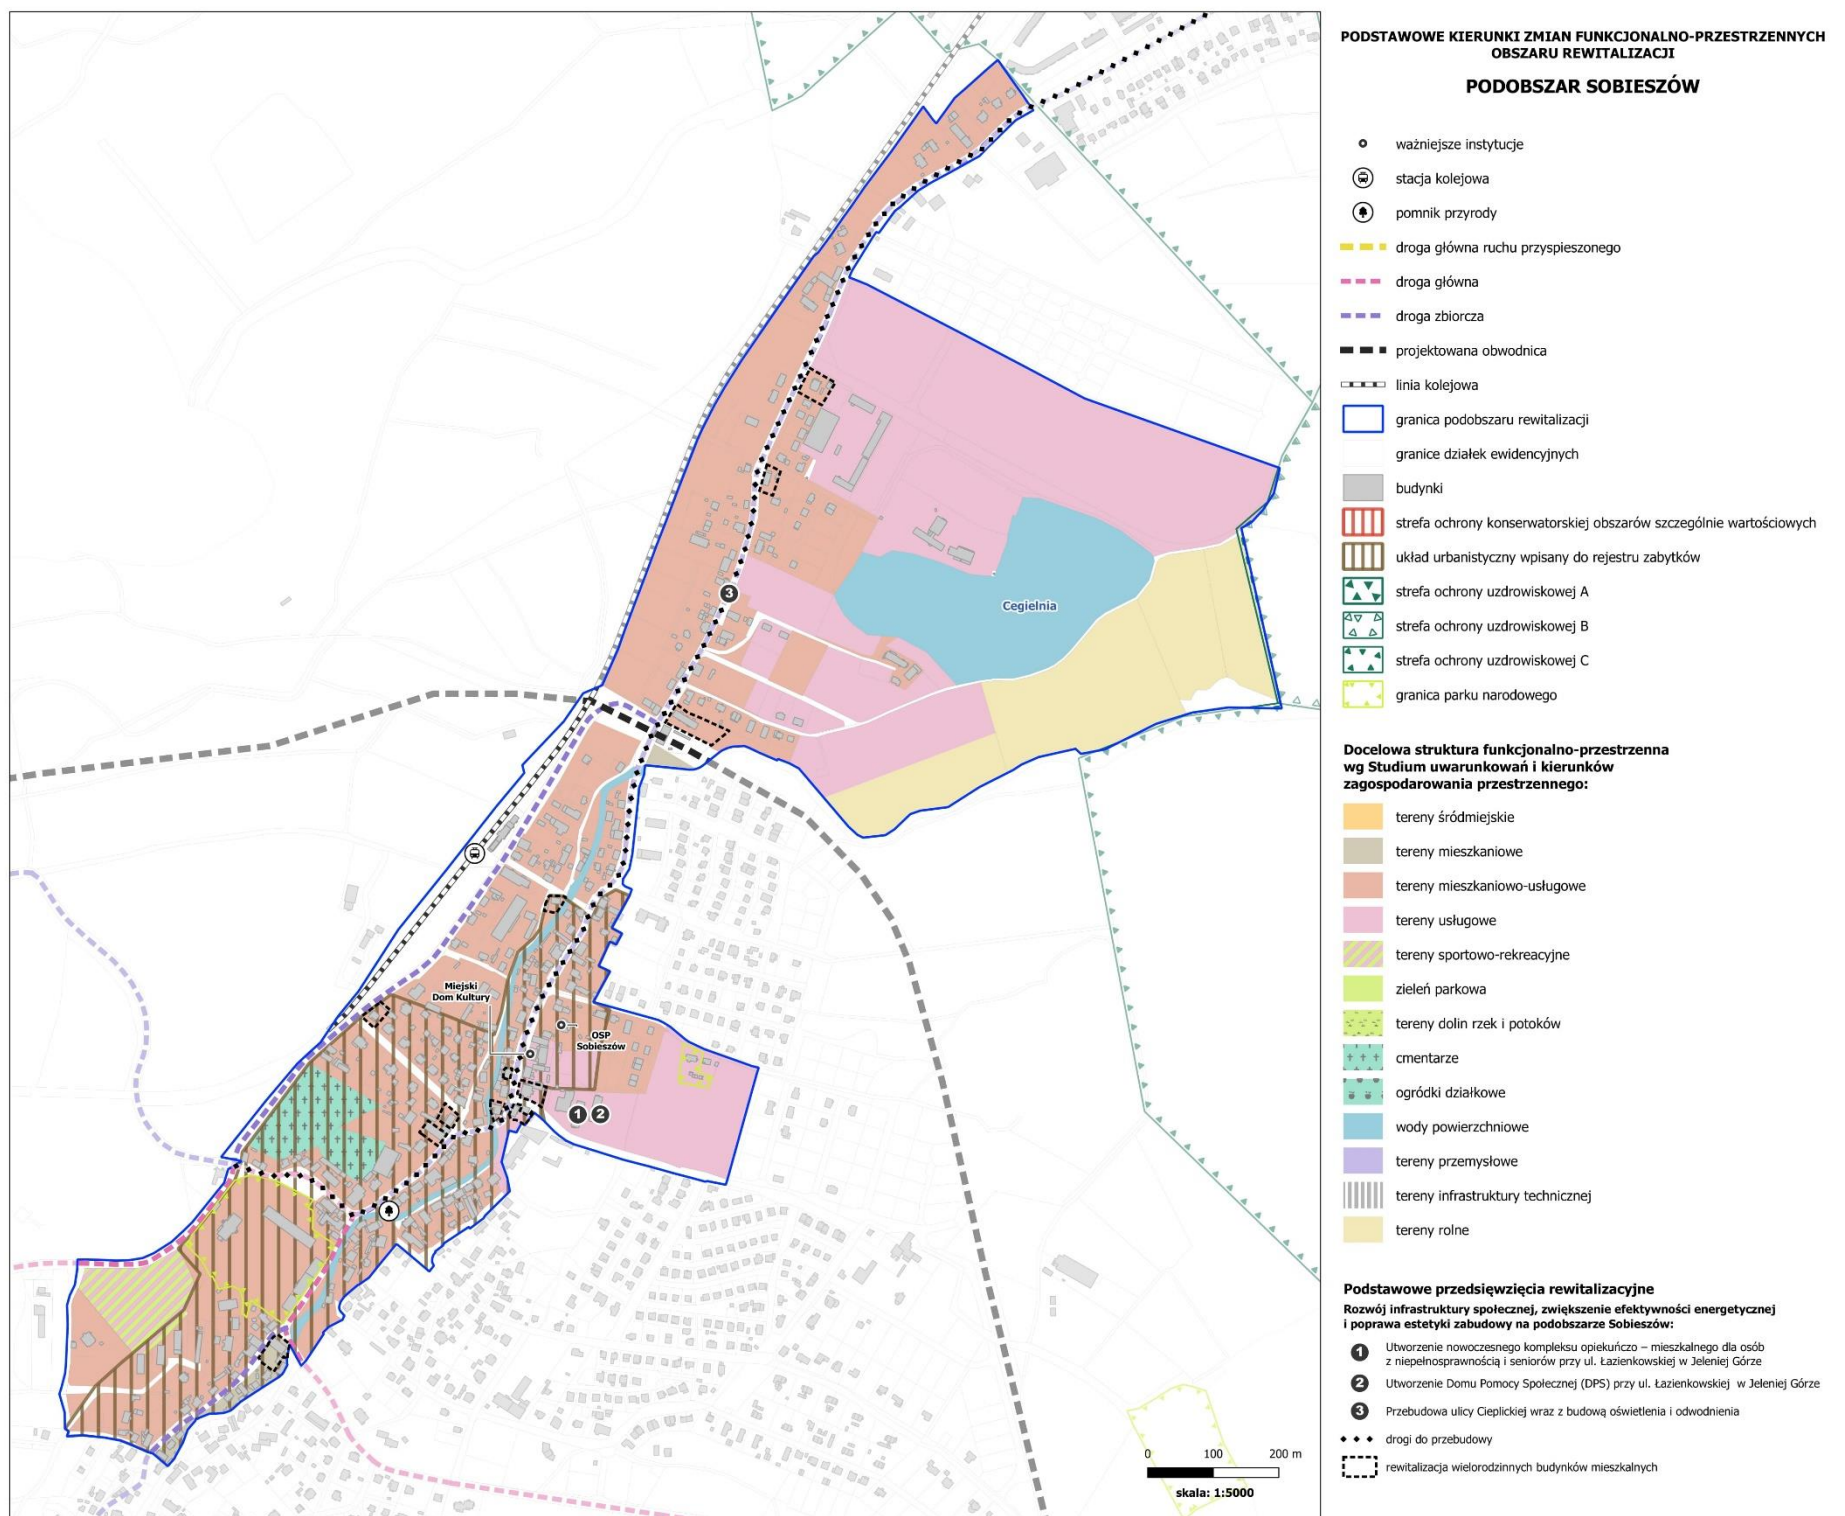 PODSTAWOWE KIERUNKI ZMIAN FUNKCJONALNO-PRZESTRZENNYCH
OBSZARU REWITALIZACJI
PODOBSZAR SOBIESZÓW
ważniejsze instytucje
stacja kolejowa
pomnik przyrody
droga główna ruchu przyspieszonego
droga główna
droga zbiorcza
projektowana obwodnica
linia kolejowa
granica podobszaru rewitalizacji
granice działek ewidencyjnych
budynki
strefa ochrony konserwatorskiej obszarów szczególnie wartościowych
układ urbanistyczny wpisany do rejestru zabytków
strefa ochrony uzdrowiskowej A
strefa ochrony uzdrowiskowej B
strefa ochrony uzdrowiskowej C
granica parku narodowego
Docelowa struktura funkcjonalno-przestrzenna
wg Studium uwarunkowań i kierunków
zagospodarowania przestrzennego:
tereny śródmiejskie
tereny mieszkaniowe
tereny mieszkaniowo-usługowe
tereny usługowe
tereny sportowo-rekreacyjne
zieleń parkowa
tereny dolin rzek i potoków
cmentarze
ogródki działkowe
wody powierzchniowe
tereny przemysłowe
tereny infrastruktury technicznej
tereny rolne
Podstawowe przedsięwzięcia rewitalizacyjne
Rozwój infrastruktury społecznej, zwiększenie efektywności energetycznej
i poprawa estetyki zabudowy na podobszarze Sobieszów:
1 Utworzenie nowoczesnego kompleksu opiekuńczo – mieszkalnego dla osób
z niepełnosprawnością i seniorów przy ul. Łazienkowskiej w Jeleniej Górze
2 Utworzenie Domu Pomocy Społecznej (DPS) przy ul. Łazienkowskiej w Jeleniej Górze
3 Przebudowa ulicy Cieplickiej wraz z budową oświetlenia i odwodnienia
drogi do przebudowy
rewitalizacja wielorodzinnych budynków mieszkalnych
3
Cegielnia
Miejski
Dom Kultury
OSP
Sobieszów
1 2
0 100 200 m
skala: 1:5000